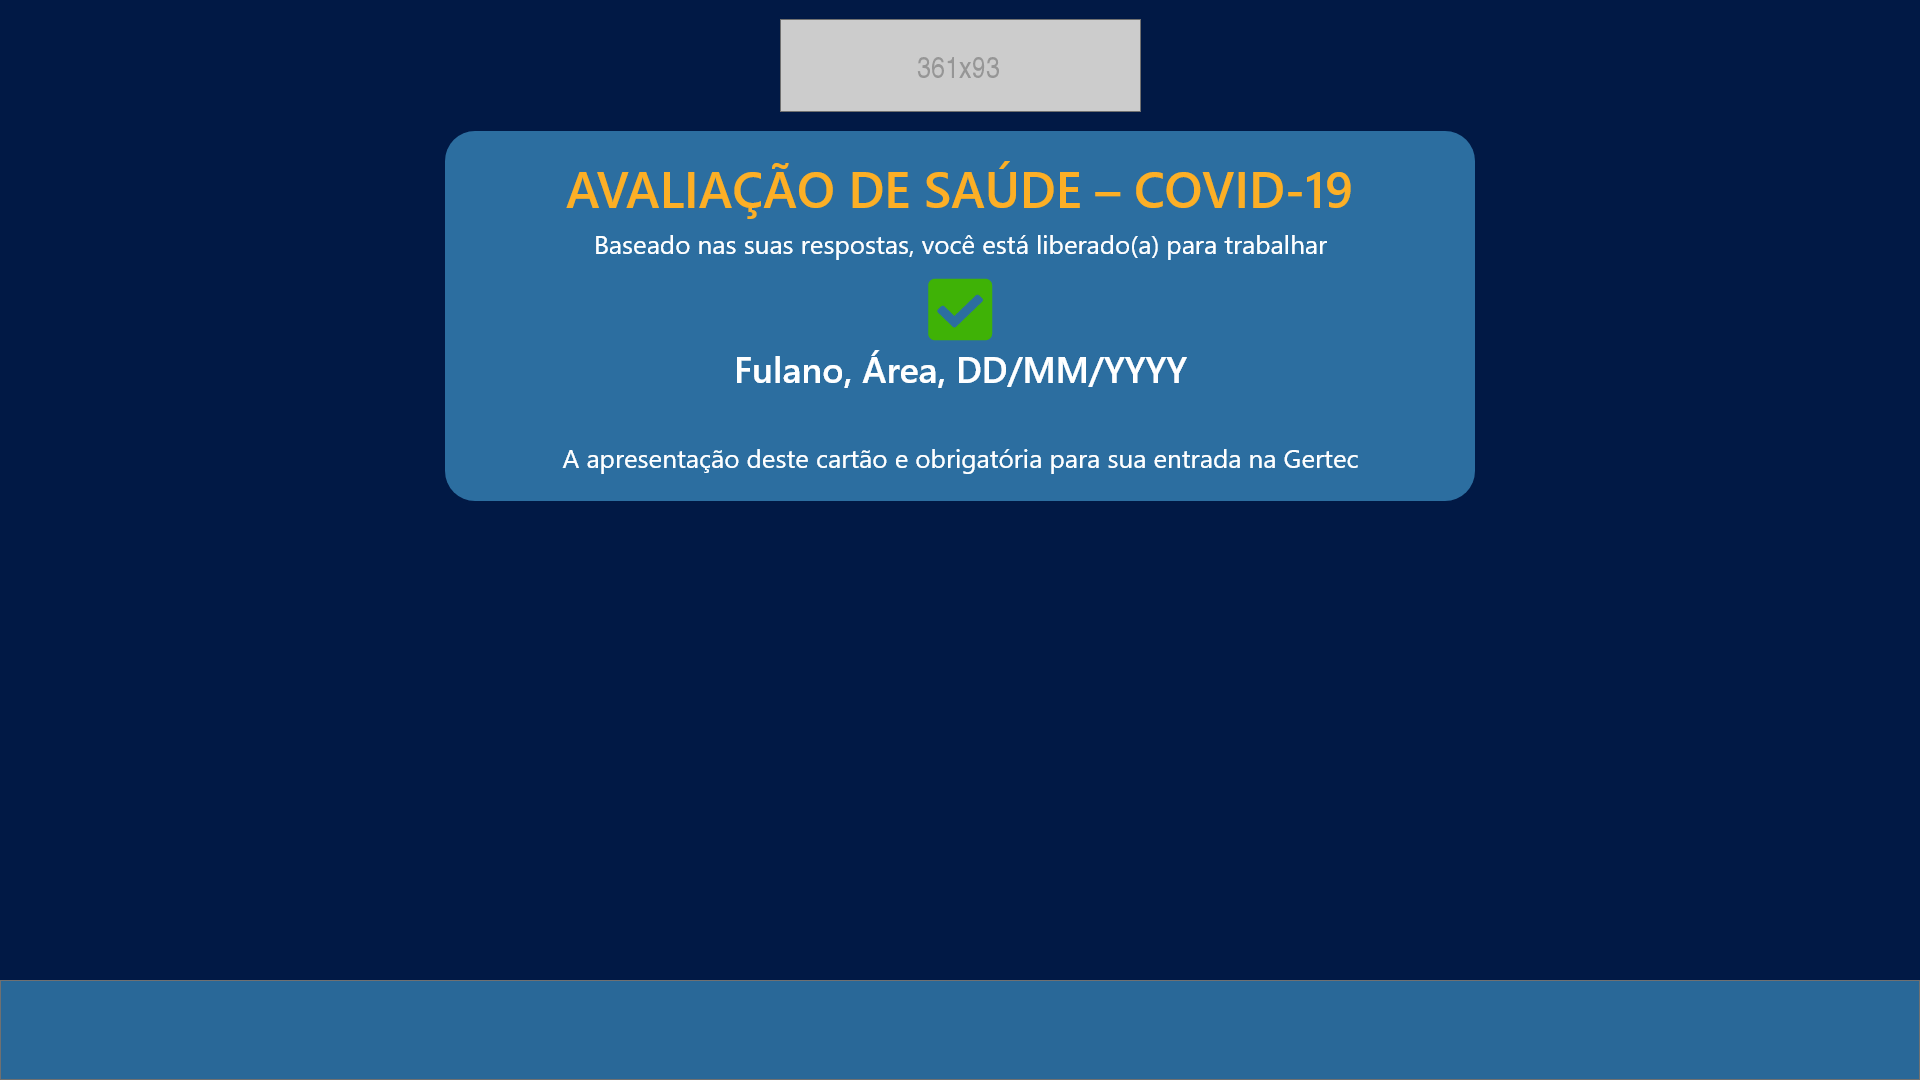 361x93
AVALIAÇÃO DE SAÚDE – COVID-19
Baseado nas suas respostas, você está liberado(a) para trabalhar
Fulano, Área, DD/MM/YYYY
A apresentação deste cartão e obrigatória para sua entrada na Gertec